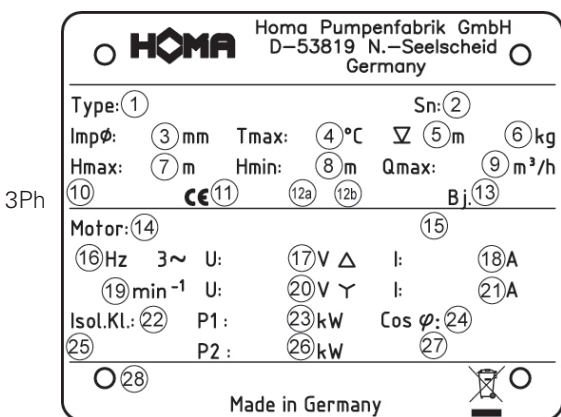 HOMA Homa Pumpenfabrik GmbH
D-53819 N.-Seelscheid
Germany
Type: 1 Sn: 2
Impø: 3 mm Tmax: 4 °C 5 m 6 kg
Hmax: 7 m Hmin: 8 m Qmax: 9 m³/h
3Ph
10 CE 11 12a 12b Bj. 13
Motor: 14 15
16 Hz 3~ U: 17 V △ I: 18 A
19 min⁻¹ U: 20 V Y I: 21 A
Isol.Kl.: 22 P1: 23 kW Cos φ: 24
25 P2: 26 kW 27
28
Made in Germany